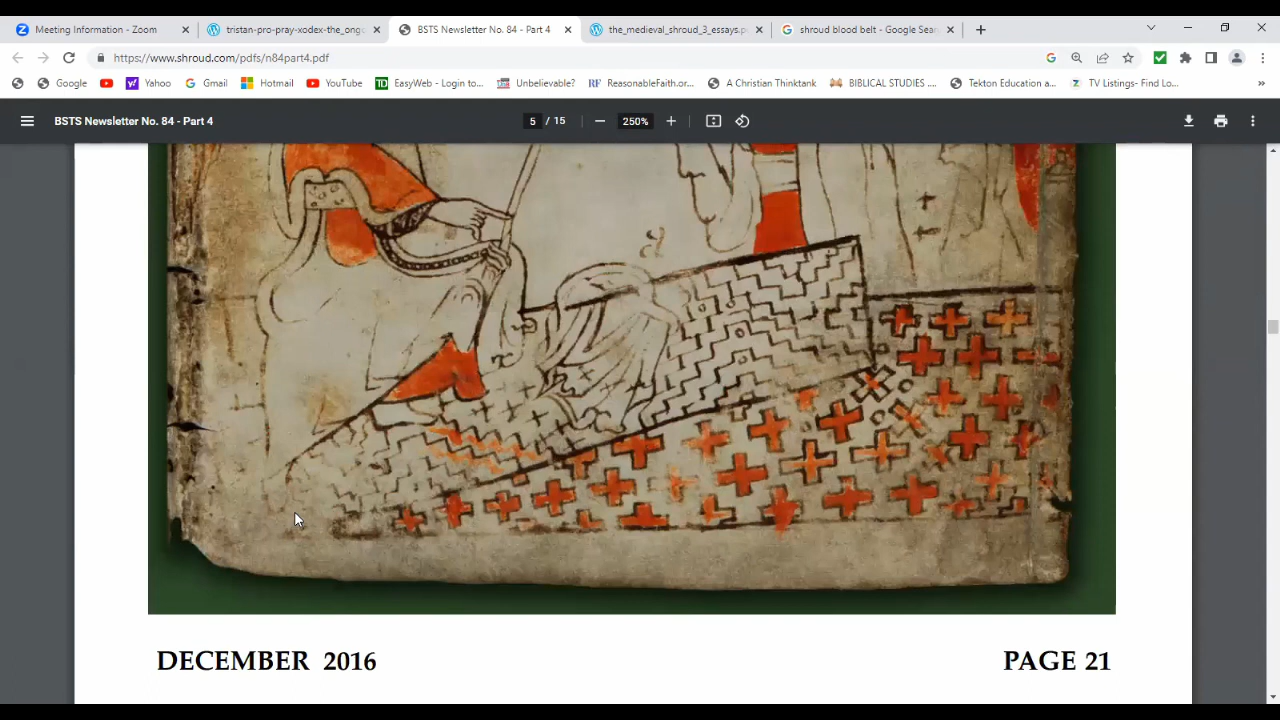 Meeting Information - Zoom
tristan-pro-pray-xodex-the_ong
BSTS Newsletter No. 84 - Part 4
the_medieval_shroud_3_essays.p
shroud blood belt - Google Sear
https://www.shroud.com/pdfs/n84part4.pdf
Google
Yahoo
Gmail
Hotmail
YouTube
EasyWeb - Login to...
Unbelievable?
ReasonableFaith.or...
A Christian Thinktank
BIBLICAL STUDIES ....
Tekton Education a...
TV Listings- Find Lo...
»
BSTS Newsletter No. 84 - Part 4
5 / 15
250%
DECEMBER 2016
PAGE 21